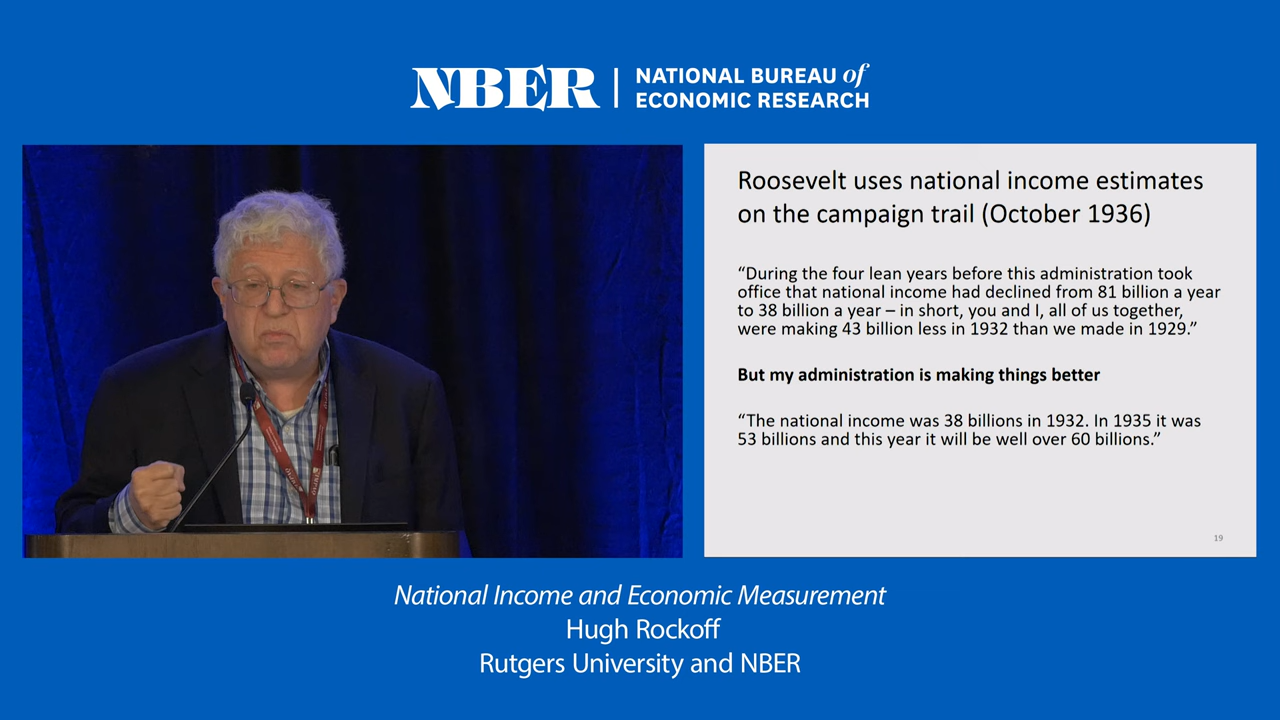 NBER
NATIONAL BUREAU of
ECONOMIC RESEARCH
Roosevelt uses national income estimates
on the campaign trail (October 1936)
“During the four lean years before this administration took
office that national income had declined from 81 billion a year
to 38 billion a year – in short, you and I, all of us together,
were making 43 billion less in 1932 than we made in 1929.”
But my administration is making things better
“The national income was 38 billions in 1932. In 1935 it was
53 billions and this year it will be well over 60 billions.”
19
National Income and Economic Measurement
Hugh Rockoff
Rutgers University and NBER